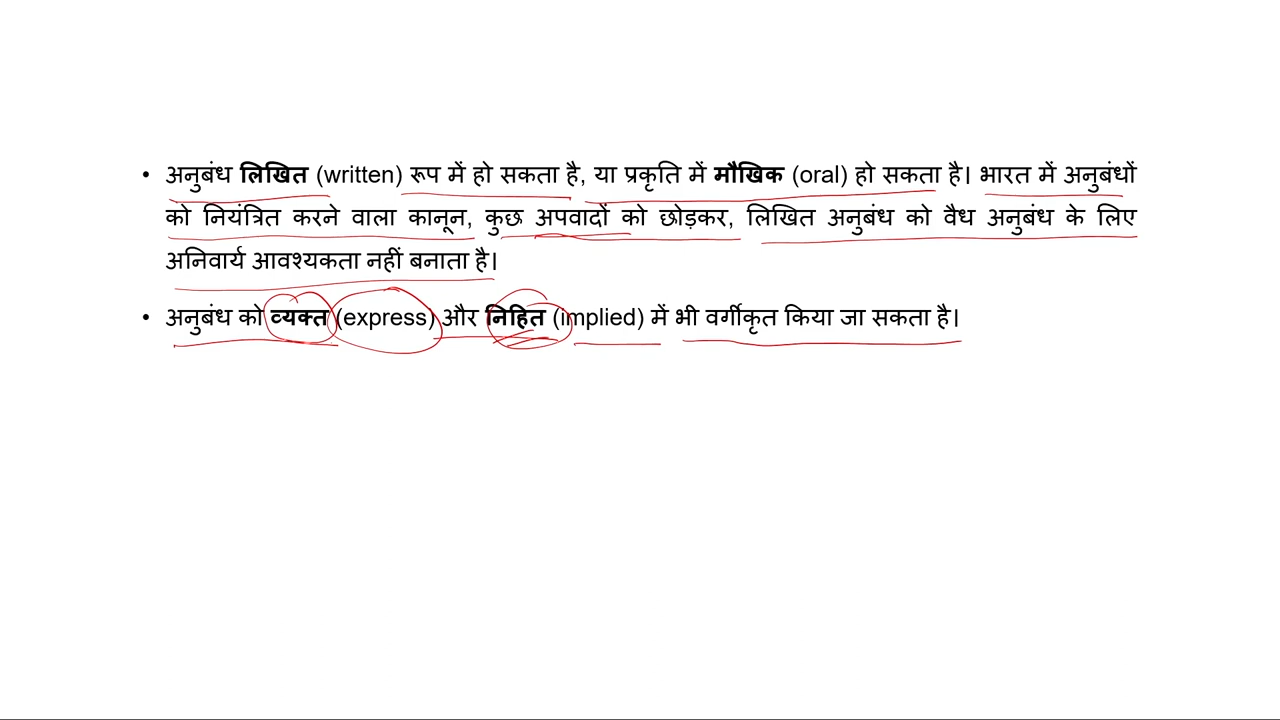 • अनुबंध लिखित (written) रूप में हो सकता है, या प्रकृति में मौखिक (oral) हो सकता है। भारत में अनुबंधों
को नियंत्रित करने वाला कानून, कुछ अपवादों को छोड़कर, लिखित अनुबंध को वैध अनुबंध के लिए
अनिवार्य आवश्यकता नहीं बनाता है।
• अनुबंध को व्यक्त (express) और निहित (implied) में भी वर्गीकृत किया जा सकता है।